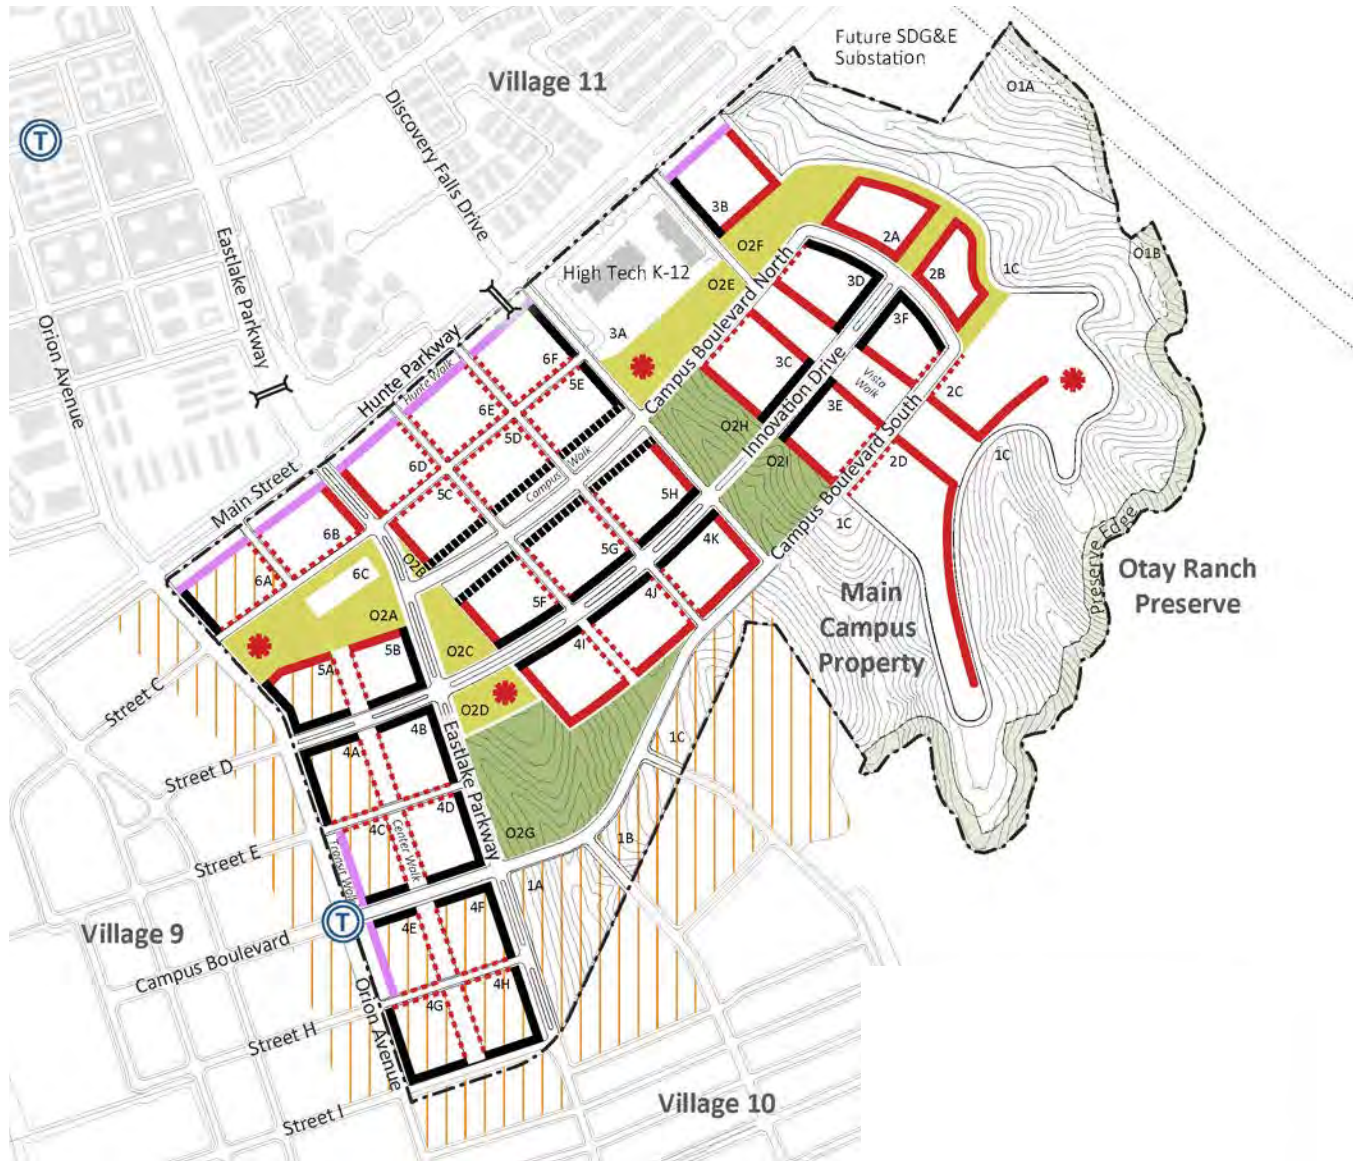 Future SDG&E
Substation
Village 11
O1A
T
Discovery Falls Drive
Eastlake Parkway
Orion Avenue
3B
O2F
2A
2B
1C
O1B
High Tech K-12
O2E
3A
Campus Boulevard North
3D
3F
3C
Innovation Drive
Vista
Walk
3E
2C
O2H
O2I
Campus Boulevard South
2D
1C
1C
Hunte Parkway
Hunte Walk
6F
5E
6E
5D
6D
5C
Campus Walk
5H
Main Street
6B
6A
6C
O2B
O2A
5G
4K
5F
4J
4I
O2C
O2D
5B
5A
Preserve Edge
Otay Ranch
Preserve
Main
Campus
Property
Street C
4B
4A
Street D
Eastlake Parkway
1C
4D
4C
Center Walk
Transit Walk
O2G
1B
Street E
1A
4F
4E
T
Village 9
Campus Boulevard
4H
4G
Orion Avenue
Street H
Street I
Village 10